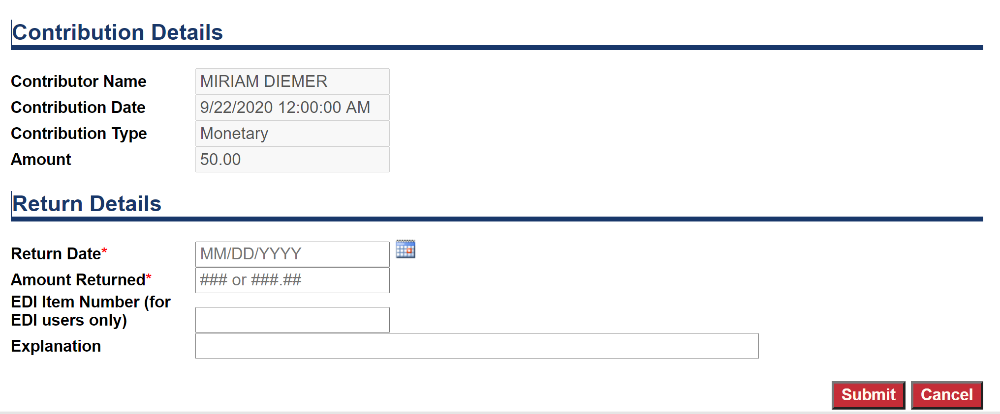 Contribution Details
Contributor Name MIRIAM DIEMER
Contribution Date 9/22/2020 12:00:00 AM
Contribution Type Monetary
Amount 50.00
Return Details
Return Date* MM/DD/YYYY
Amount Returned* ### or ###.##
EDI Item Number (for
EDI users only)
Explanation
Submit Cancel